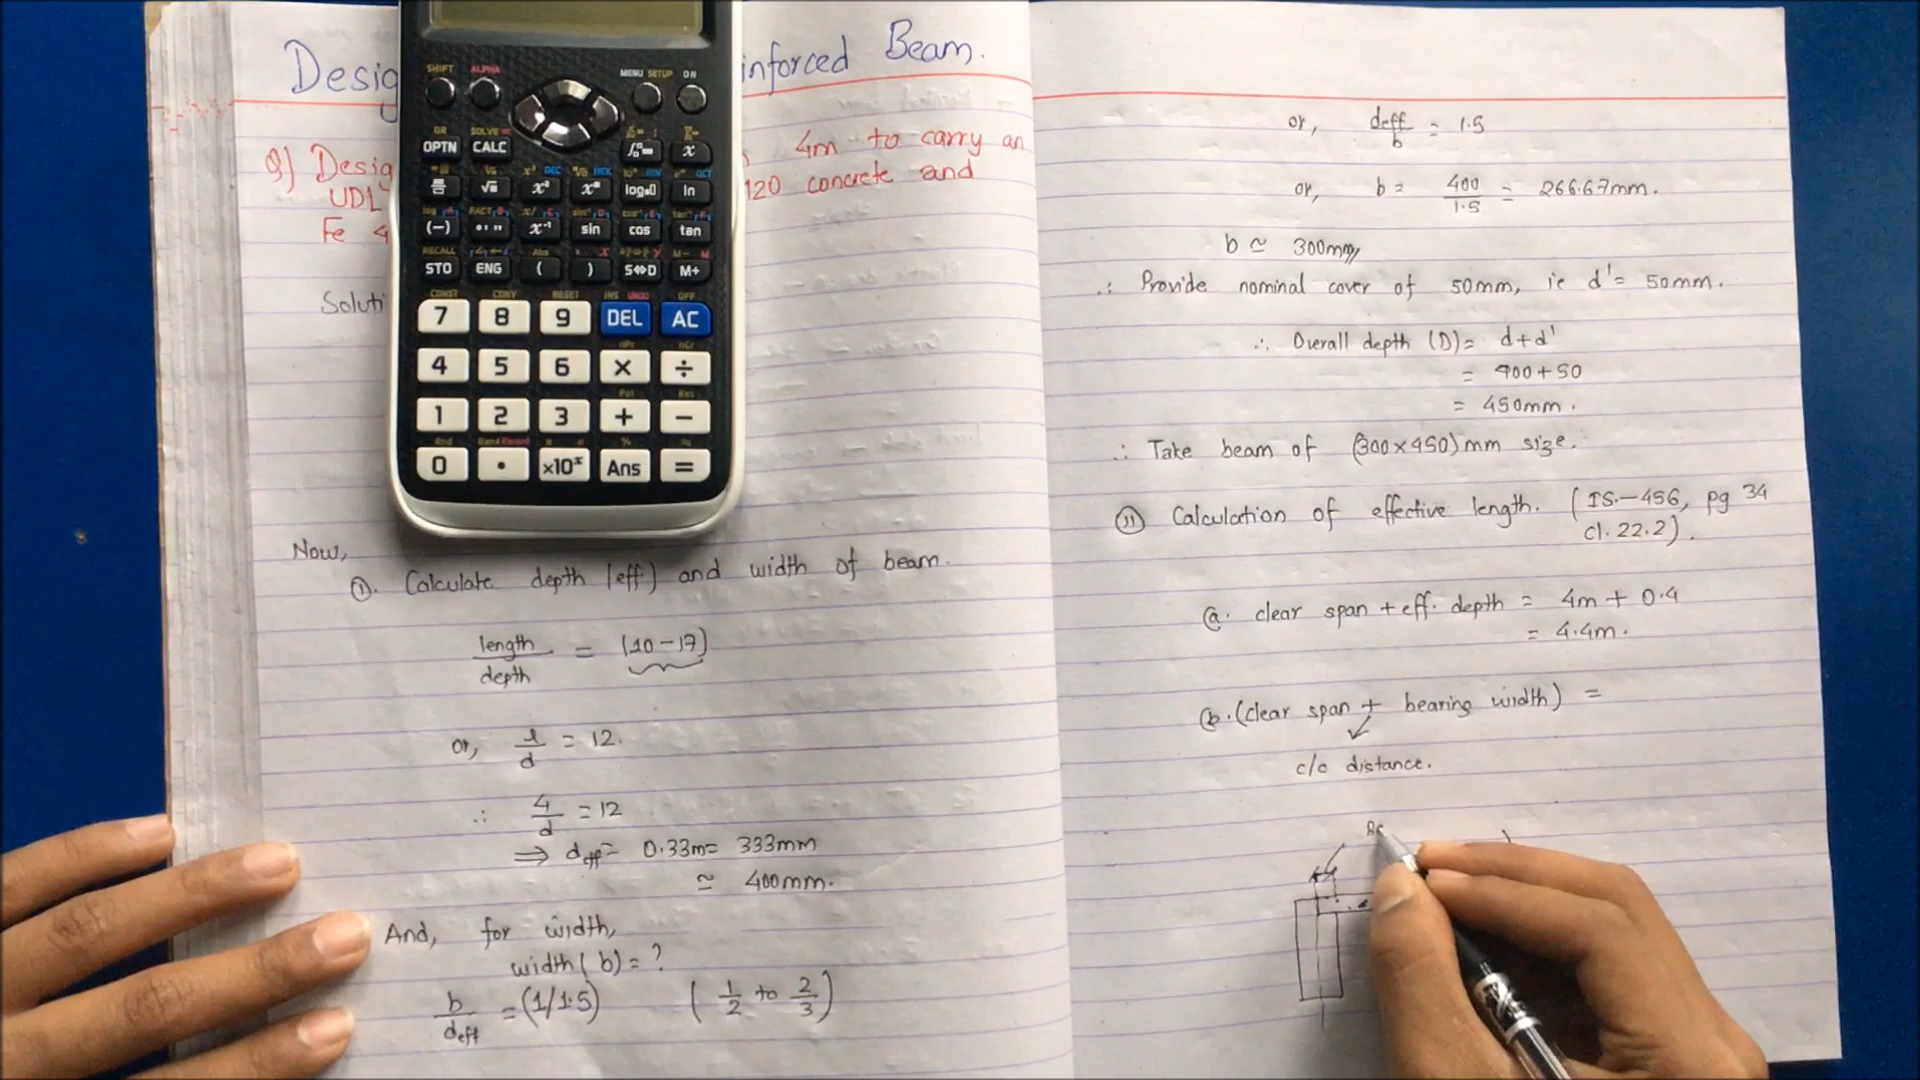 Desig
inforced Beam.
Q) Desig
4m to carry an
UDL
120 concrete and
Fe 4
Soluti
Now,
(i). Calculate depth (eff) and width of beam.
length/depth = (10-17)
or, l/d = 12.
∴ 4/d = 12
⇒ deff = 0.33m = 333mm
≃ 400mm.
And, for width,
width (b) = ?
b/deff = (1/1.5) (1/2 to 2/3)
or, deff/b = 1.5
or, b = 400/1.5 = 266.67mm.
b ≃ 300mm
∴ Provide nominal cover of 50mm, ie d' = 50mm.
∴ Overall depth (D) = d+d'
= 400+50
= 450mm.
∴ Take beam of (300×450)mm size.
(ii) Calculation of effective length. (IS.-456, pg 34
cl. 22.2).
(a. clear span + eff. depth = 4m + 0.4
= 4.4m.
(b. (clear span + bearing width) =
c/c distance.
SHIFT ALPHA MENU SETUP ON
OPTN CALC x
√ x² log ln
(-) x⁻¹ sin cos tan
STO ENG ( ) S⇔D M+
7 8 9 DEL AC
4 5 6 × ÷
1 2 3 + −
0 • ×10ˣ Ans =